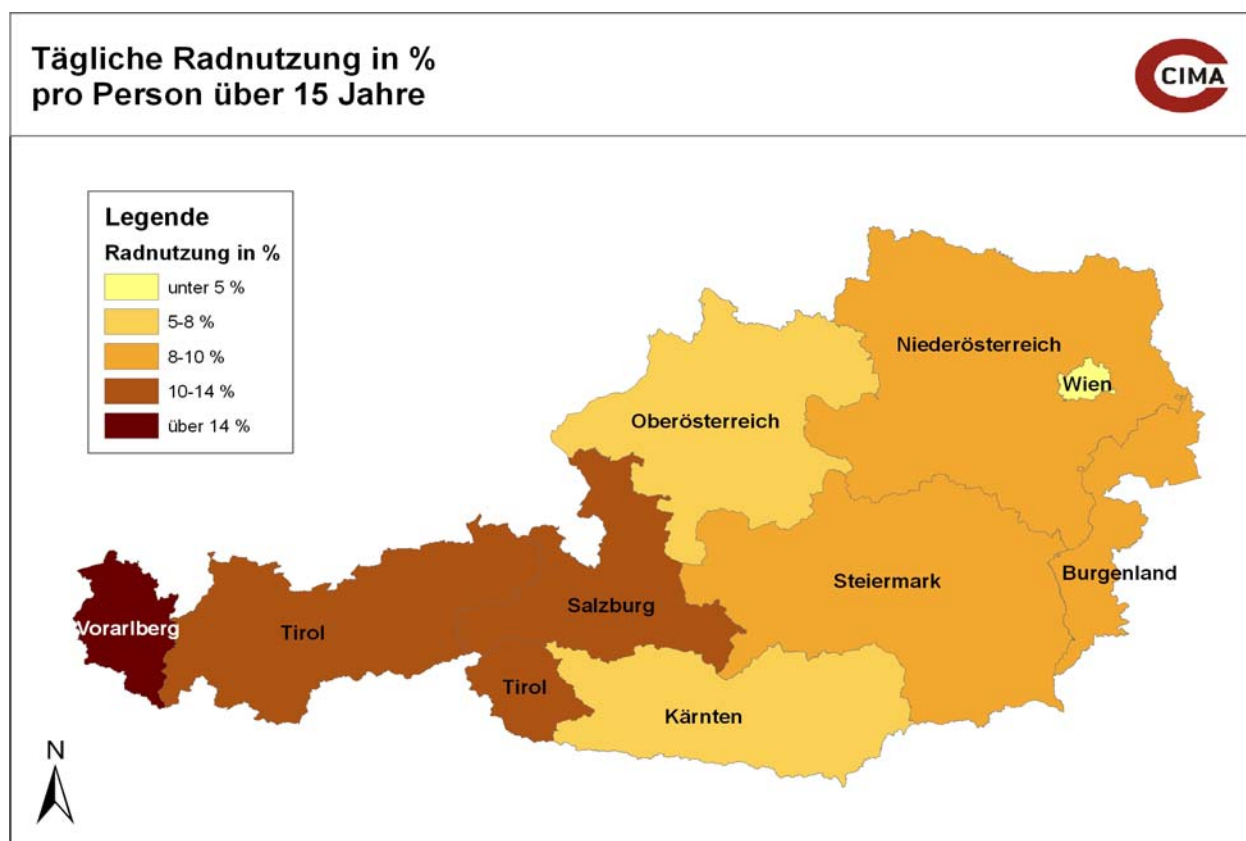 Tägliche Radnutzung in %
pro Person über 15 Jahre
CIMA
Legende
Radnutzung in %
unter 5 %
5-8 %
8-10 %
10-14 %
über 14 %
Niederösterreich
Wien
Oberösterreich
Steiermark
Burgenland
Salzburg
Vorarlberg
Tirol
Tirol
Kärnten
N